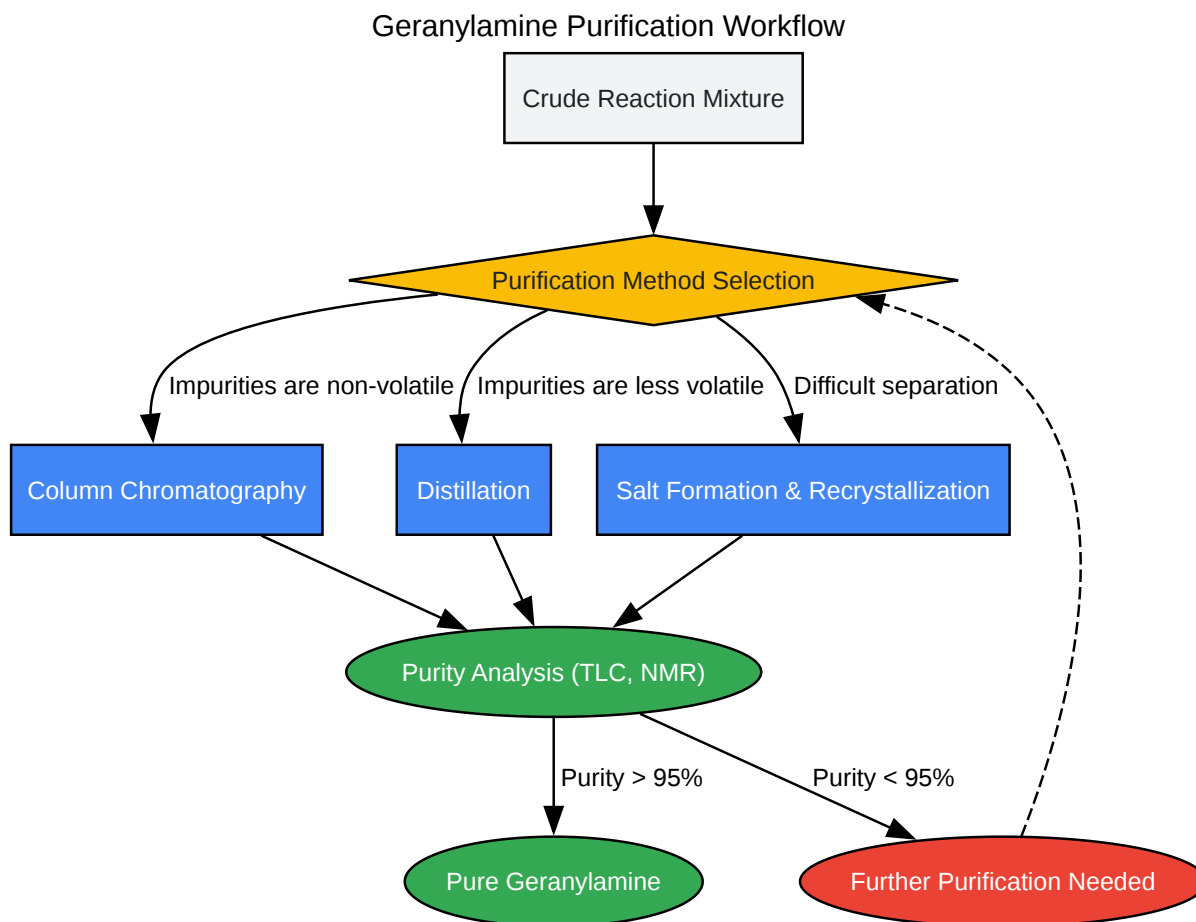 Geranylamine Purification Workflow
Crude Reaction Mixture
Purification Method Selection
Impurities are non-volatile
Impurities are less volatile
Difficult separation
Column Chromatography
Distillation
Salt Formation & Recrystallization
Purity Analysis (TLC, NMR)
Purity > 95%
Purity < 95%
Pure Geranylamine
Further Purification Needed